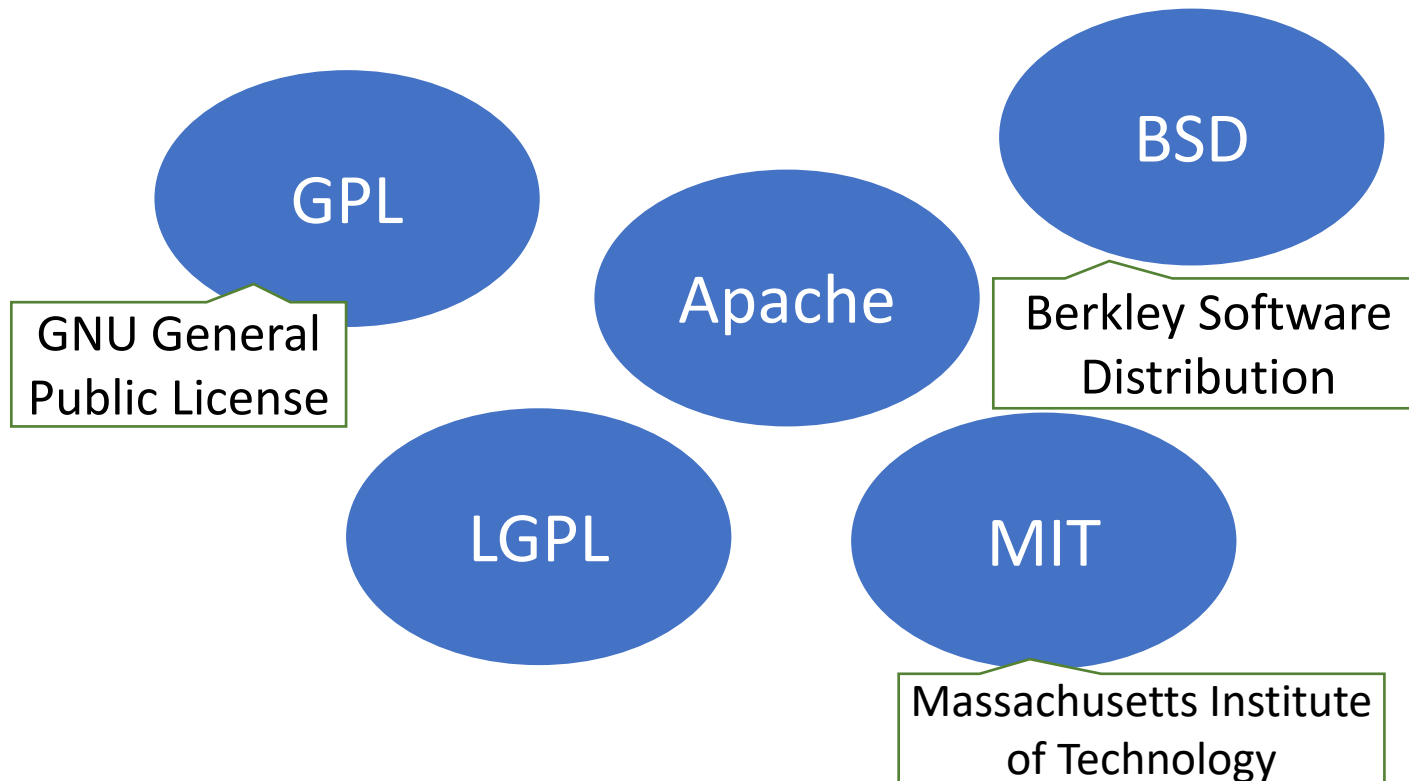 BSD
GPL
Apache
Berkley Software
Distribution
GNU General
Public License
LGPL
MIT
Massachusetts Institute
of Technology